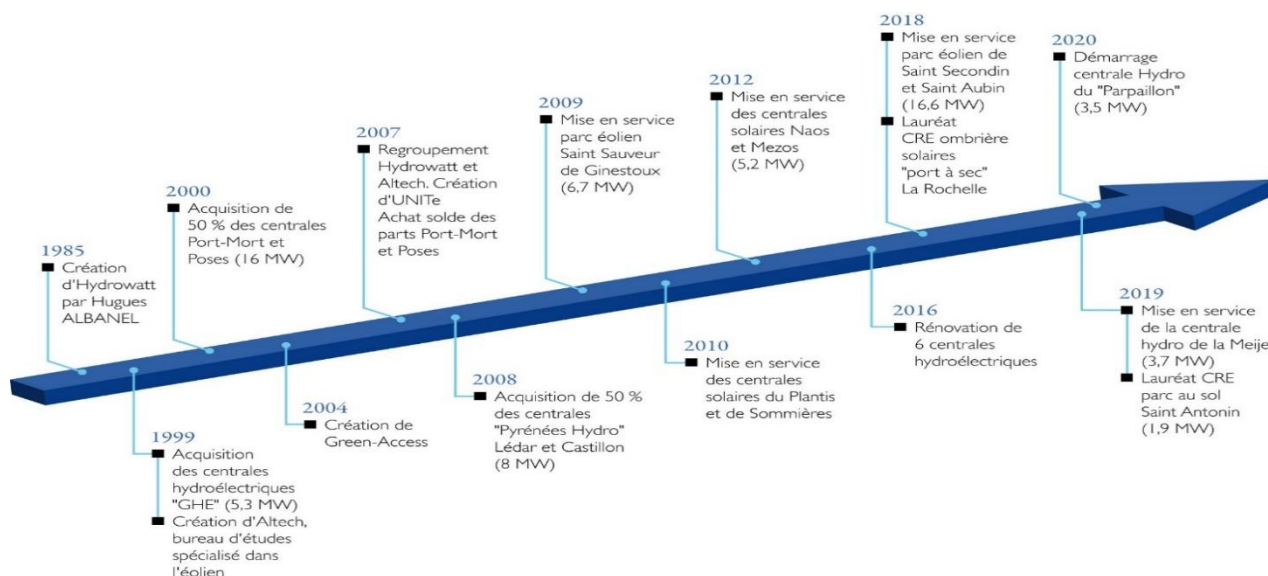 1985
Création
d'Hydrowatt
par Hugues
ALBANEL
1999
Acquisition
des centrales
hydroélectriques
"GHE" (5,3 MW)
Création d'Altech,
bureau d'études
spécialisé dans
l'éolien
2000
Acquisition de
50 % des centrales
Port-Mort et
Poses (16 MW)
2004
Création de
Green-Access
2007
Regroupement
Hydrowatt et
Altech. Création
d'UNITe
Achat solde des
parts Port-Mort
et Poses
2008
Acquisition de 50 %
des centrales
"Pyrénées Hydro"
Lédar et Castillon
(8 MW)
2009
Mise en service
parc éolien
Saint Sauveur
de Ginestoux
(6,7 MW)
2010
Mise en service
des centrales
solaires du Plantis
et de Sommières
2012
Mise en service
des centrales
solaires Naos
et Mezos
(5,2 MW)
2016
Rénovation de
6 centrales
hydroélectriques
2018
Mise en service
parc éolien de
Saint Secondin
et Saint Aubin
(16,6 MW)
Lauréat
CRE ombrière
solaires
"port à sec"
La Rochelle
2019
Mise en service
de la centrale
hydro de la Meije
(3,7 MW)
Lauréat CRE
parc au sol
Saint Antonin
(1,9 MW)
2020
Démarrage
centrale Hydro
du "Parpaillon"
(3,5 MW)